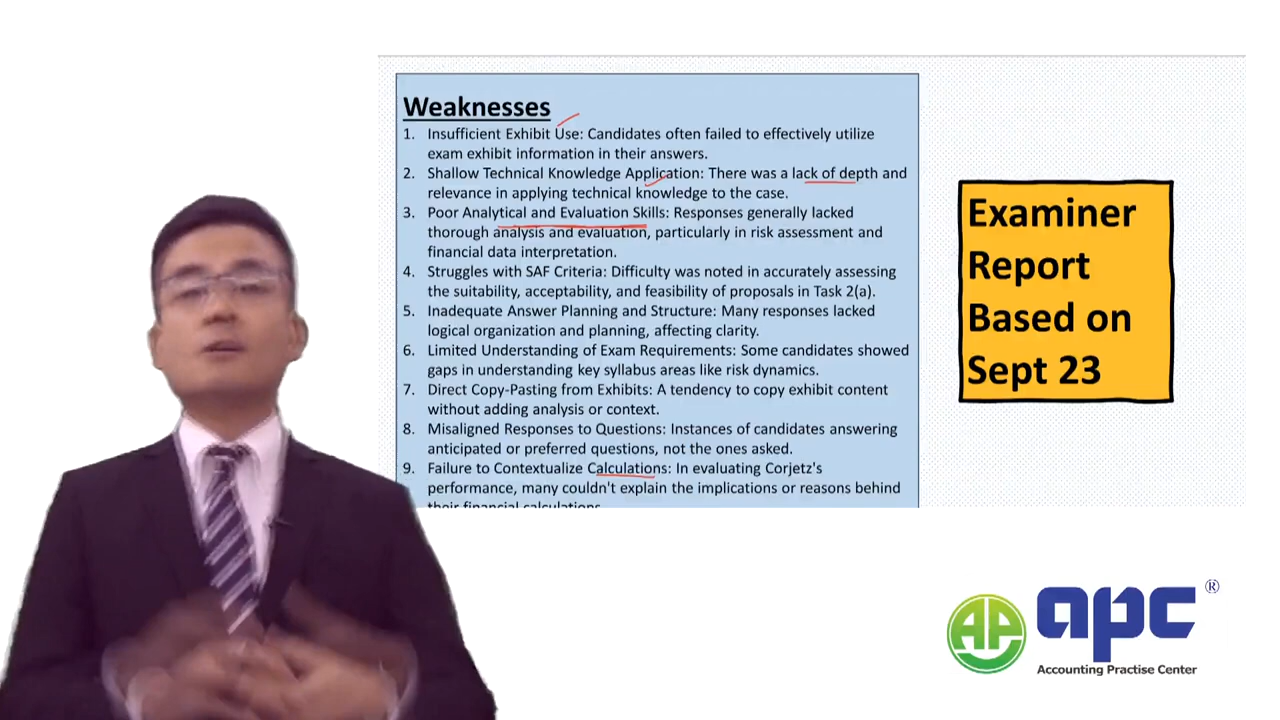 Weaknesses
1. Insufficient Exhibit Use: Candidates often failed to effectively utilize
exam exhibit information in their answers.
2. Shallow Technical Knowledge Application: There was a lack of depth and
relevance in applying technical knowledge to the case.
3. Poor Analytical and Evaluation Skills: Responses generally lacked
thorough analysis and evaluation, particularly in risk assessment and
financial data interpretation.
4. Struggles with SAF Criteria: Difficulty was noted in accurately assessing
the suitability, acceptability, and feasibility of proposals in Task 2(a).
5. Inadequate Answer Planning and Structure: Many responses lacked
logical organization and planning, affecting clarity.
6. Limited Understanding of Exam Requirements: Some candidates showed
gaps in understanding key syllabus areas like risk dynamics.
7. Direct Copy-Pasting from Exhibits: A tendency to copy exhibit content
without adding analysis or context.
8. Misaligned Responses to Questions: Instances of candidates answering
anticipated or preferred questions, not the ones asked.
9. Failure to Contextualize Calculations: In evaluating Corjetz's
performance, many couldn't explain the implications or reasons behind
their financial calculations
Examiner
Report
Based on
Sept 23
AP
apc ®
Accounting Practise Center